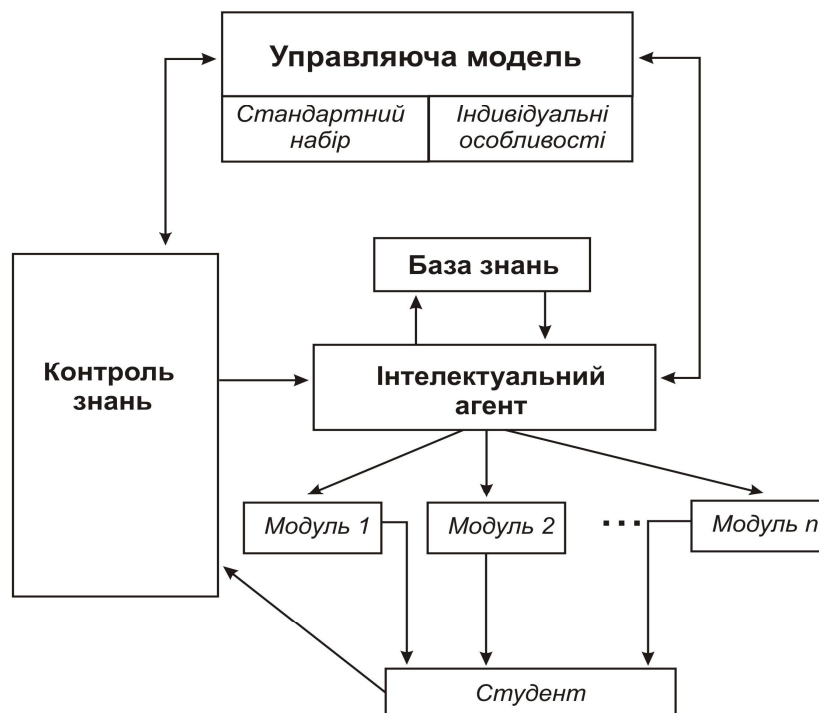 Управляюча модель
Стандартний
набір
Індивідуальні
особливості
База знань
Контроль
знань
Інтелектуальний
агент
Модуль 1
Модуль 2
...
Модуль n
Студент